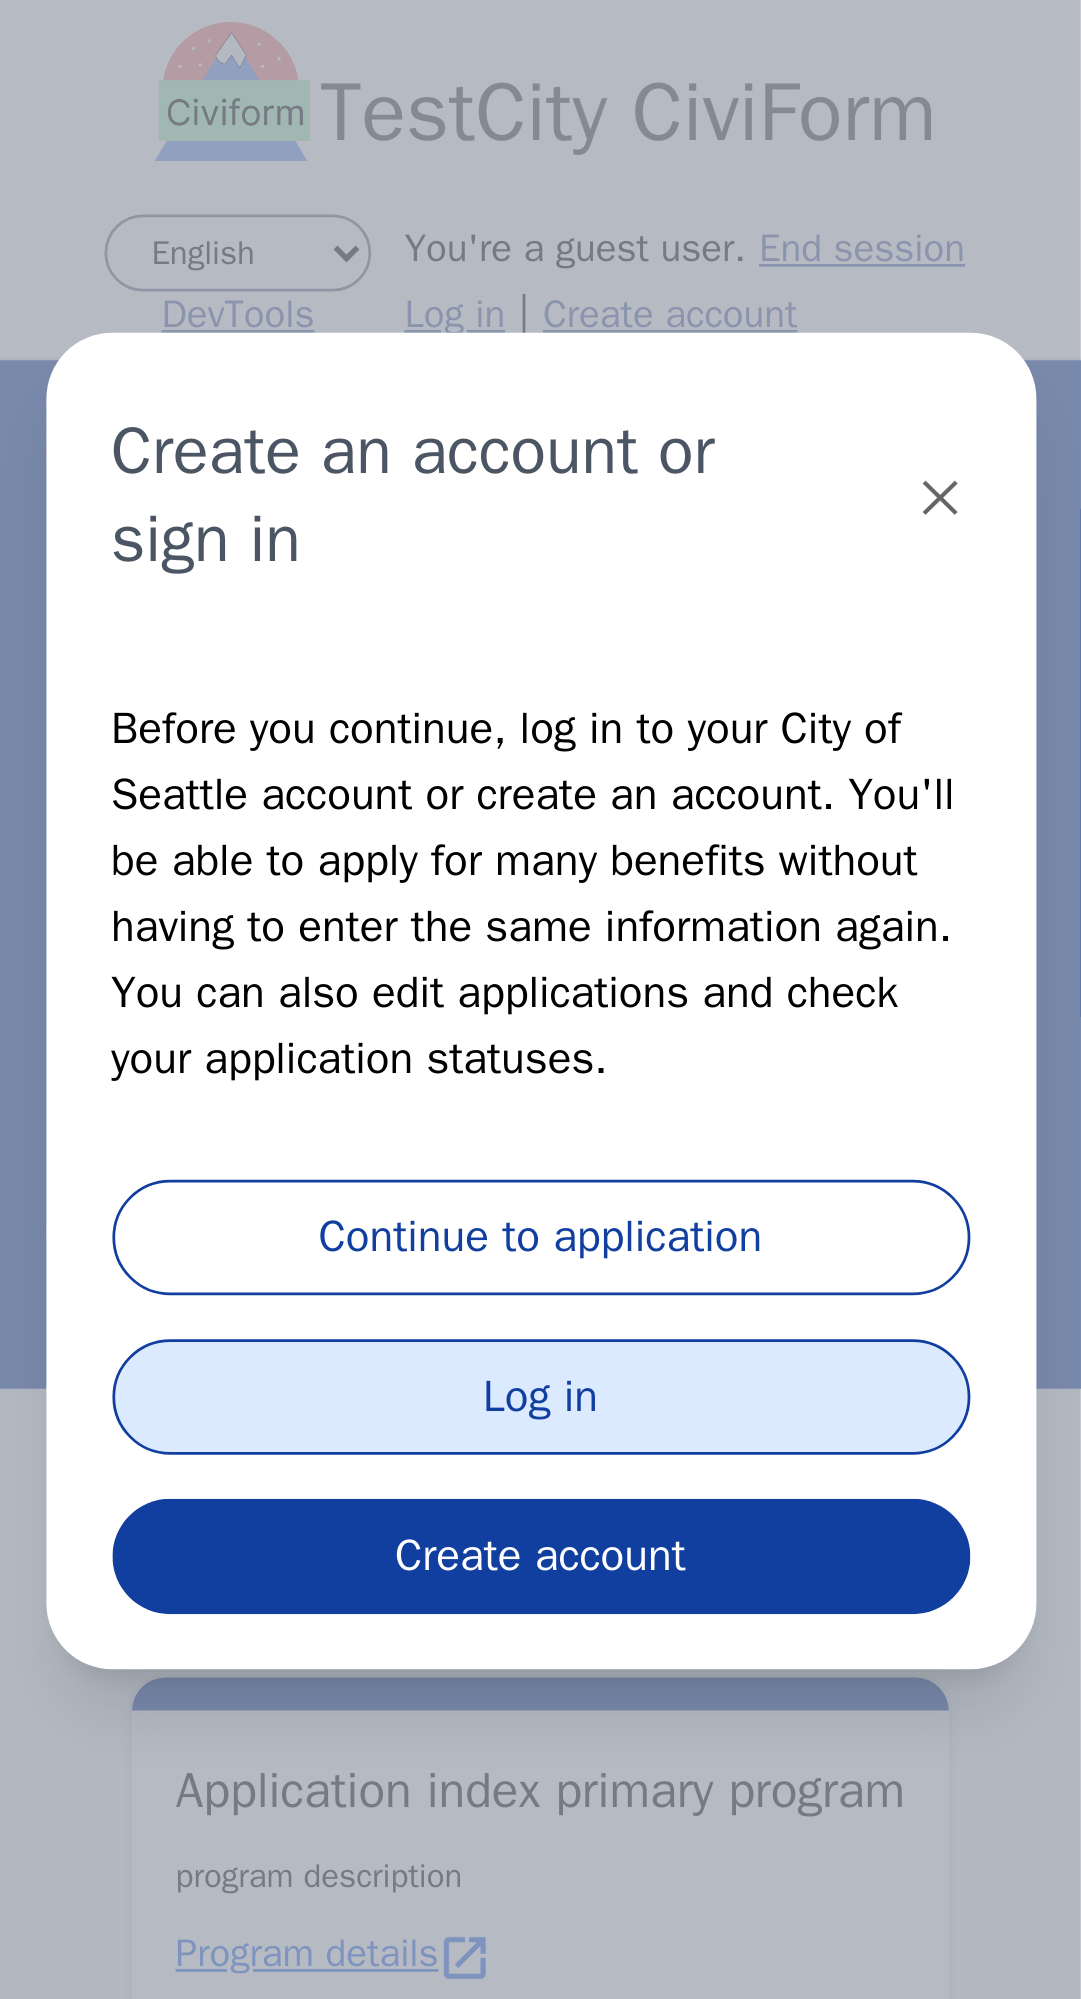 Civiform
TestCity CiviForm
English
You're a guest user. End session
DevTools
Log in | Create account
Create an account or
sign in
Before you continue, log in to your City of
Seattle account or create an account. You'll
be able to apply for many benefits without
having to enter the same information again.
You can also edit applications and check
your application statuses.
Continue to application
Log in
Create account
Application index primary program
program description
Program details